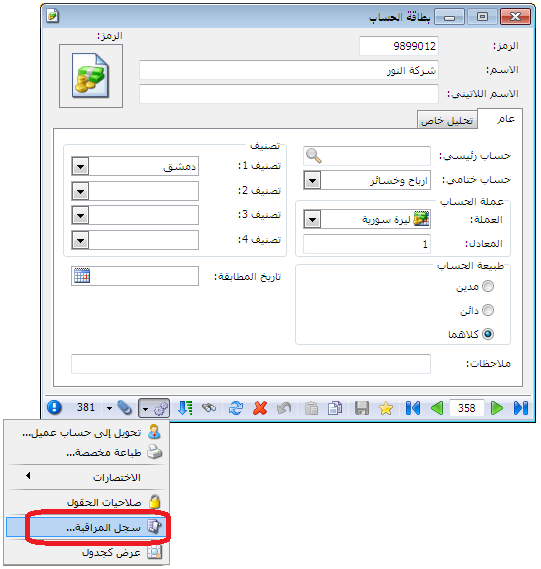 بطاقة الحساب
الرمز:
9899012
الرمز:
الاسم:
شركة النور
الاسم اللاتيني:
عام
تحليل خاص
حساب رئيسي:
حساب ختامي:
ارباح وخسائر
عملة الحساب
العملة:
ليرة سورية
المعادل:
1
طبيعة الحساب
مدين
دائن
كلاهما
تصنيف
تصنيف 1:
دمشق
تصنيف 2:
تصنيف 3:
تصنيف 4:
تاريخ المطابقة:
ملاحظات:
358
381
تحويل إلى حساب عميل...
طباعة مخصصة...
الاختصارات
صلاحيات الحقول
سجل المراقبة...
عرض كجدول